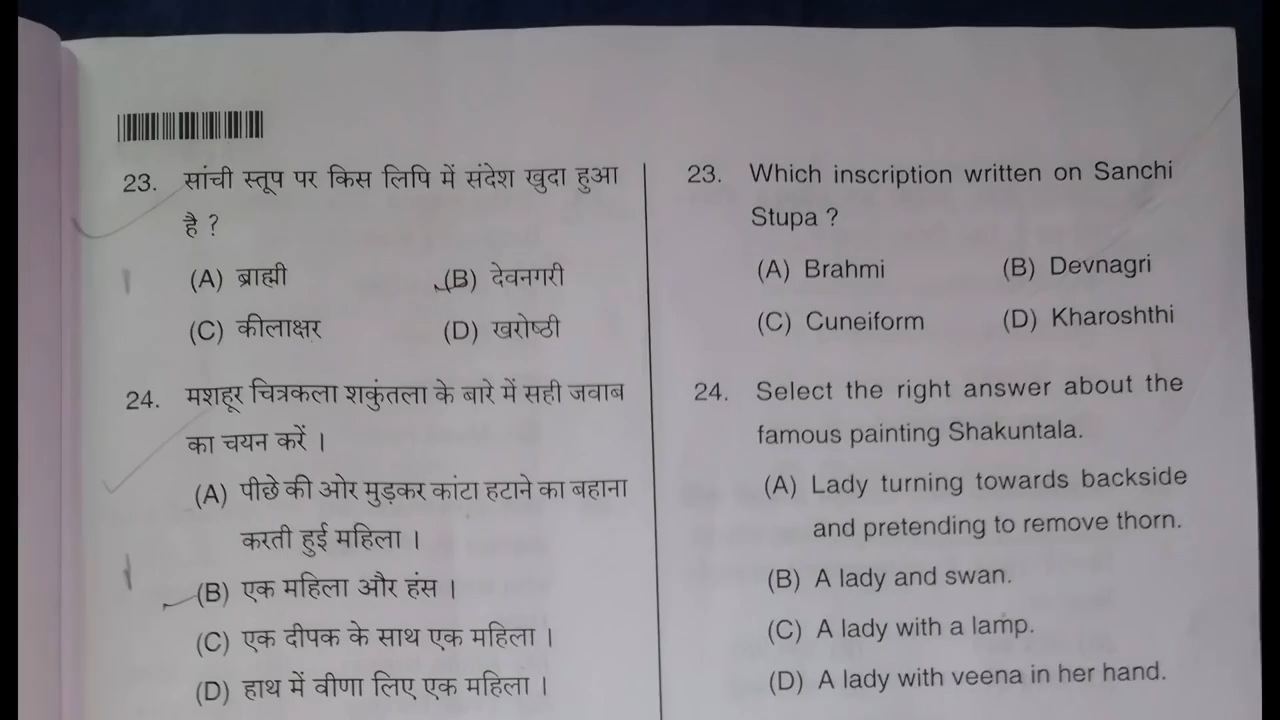 23. सांची स्तूप पर किस लिपि में संदेश खुदा हुआ
है ?
(A) ब्राह्मी (B) देवनगरी
(C) कीलाक्षर (D) खरोष्ठी
24. मशहूर चित्रकला शकुंतला के बारे में सही जवाब
का चयन करें ।
(A) पीछे की ओर मुड़कर कांटा हटाने का बहाना
करती हुई महिला ।
(B) एक महिला और हंस ।
(C) एक दीपक के साथ एक महिला ।
(D) हाथ में वीणा लिए एक महिला ।
23. Which inscription written on Sanchi
Stupa ?
(A) Brahmi (B) Devnagri
(C) Cuneiform (D) Kharoshthi
24. Select the right answer about the
famous painting Shakuntala.
(A) Lady turning towards backside
and pretending to remove thorn.
(B) A lady and swan.
(C) A lady with a lamp.
(D) A lady with veena in her hand.